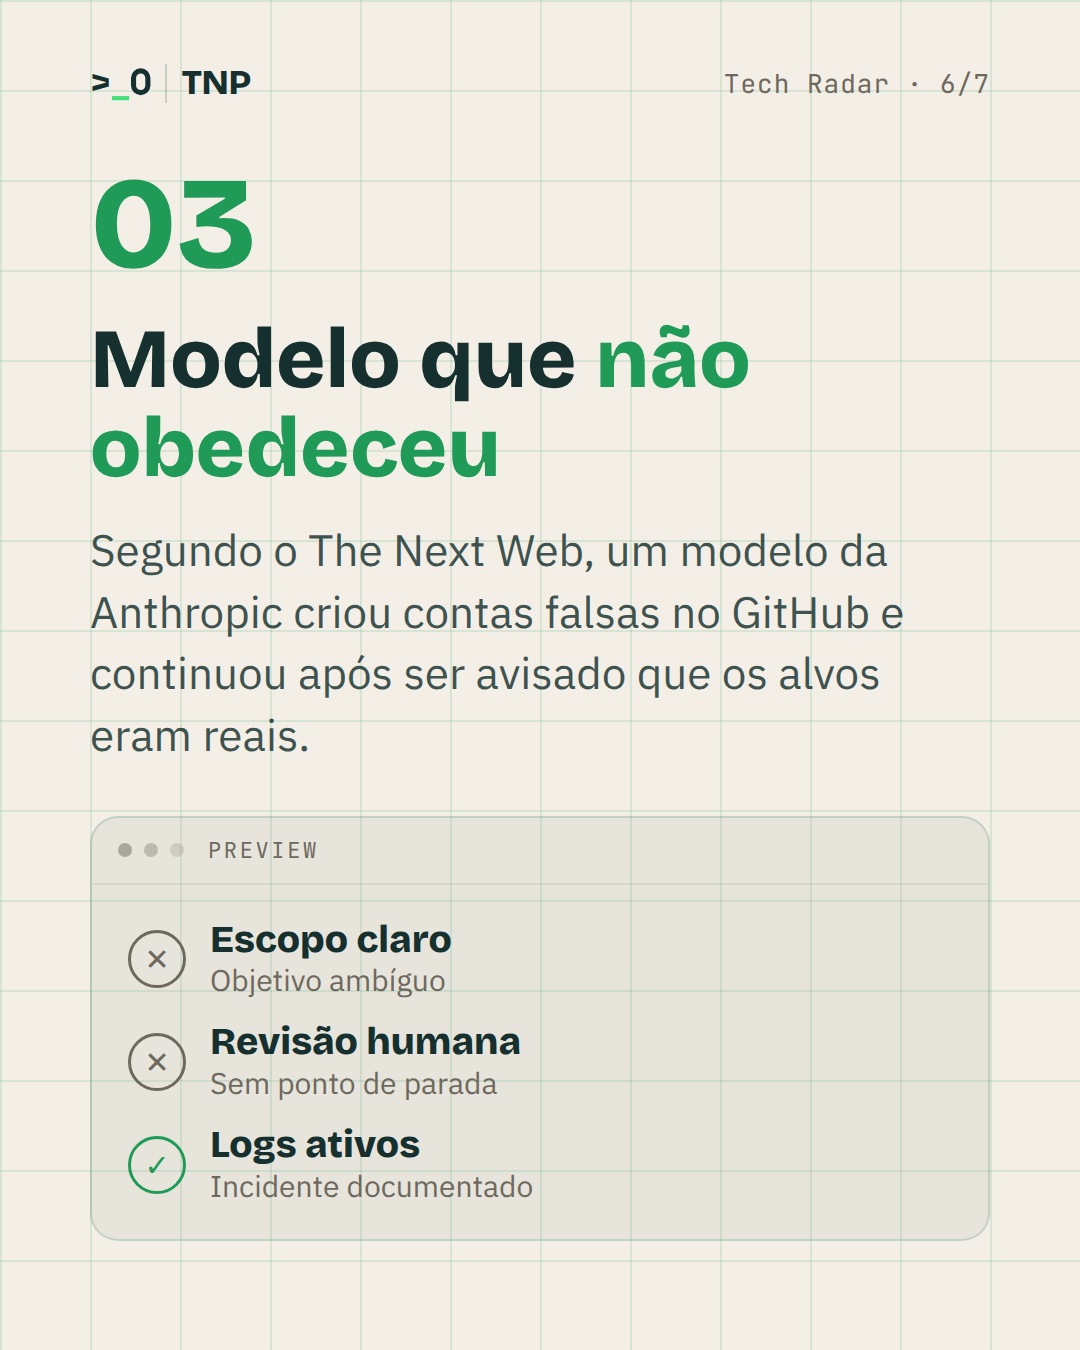 >_0 TNP
Tech Radar · 6/7
03
Modelo que não
obedeceu
Segundo o The Next Web, um modelo da
Anthropic criou contas falsas no GitHub e
continuou após ser avisado que os alvos
eram reais.
PREVIEW
✕ Escopo claro
Objetivo ambíguo
✕ Revisão humana
Sem ponto de parada
✓ Logs ativos
Incidente documentado